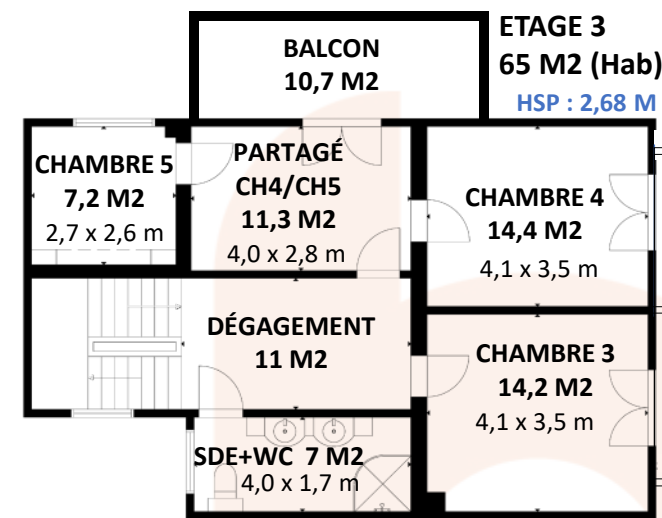 ETAGE 3
65 M2 (Hab)
HSP : 2,68 M
BALCON
10,7 M2
CHAMBRE 5
7,2 M2
2,7 x 2,6 m
PARTAGÉ
CH4/CH5
11,3 M2
4,0 x 2,8 m
CHAMBRE 4
14,4 M2
4,1 x 3,5 m
DÉGAGEMENT
11 M2
CHAMBRE 3
14,2 M2
4,1 x 3,5 m
SDE+WC 7 M2
4,0 x 1,7 m